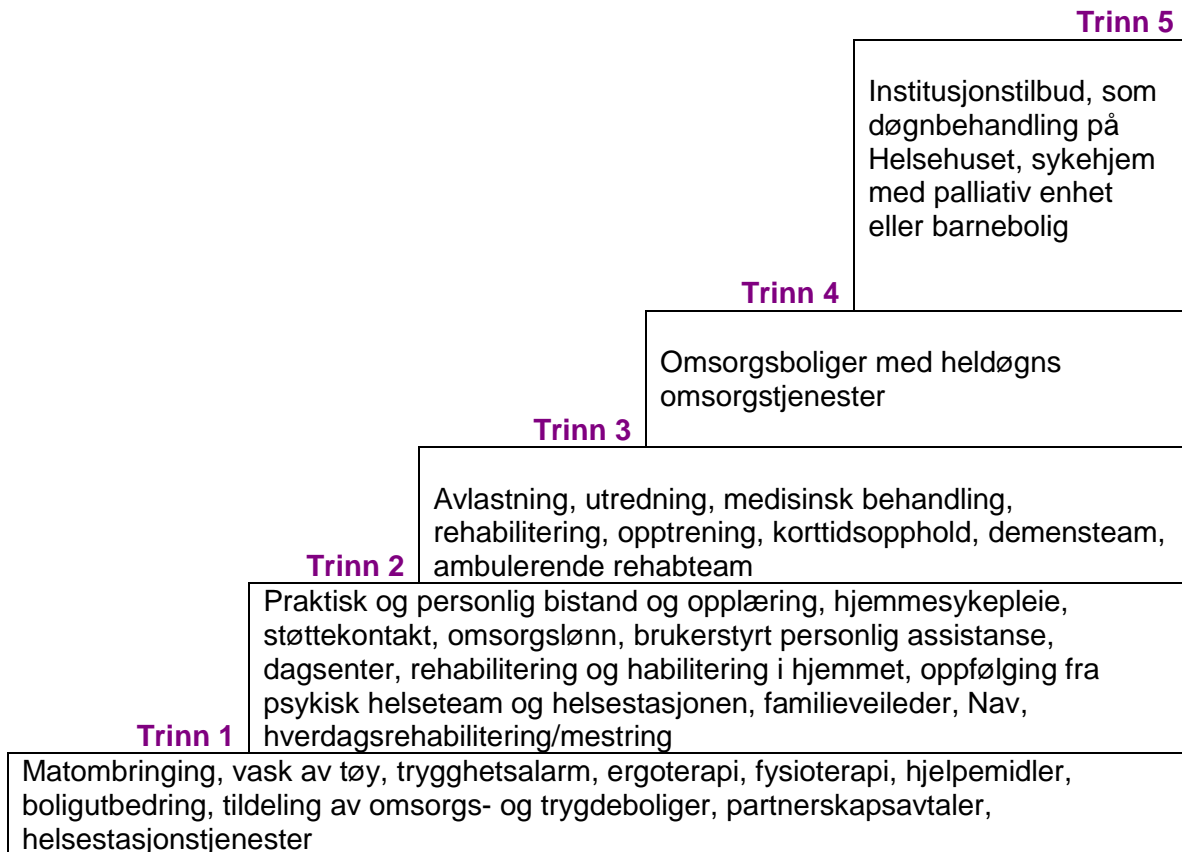 Trinn 5
Institusjonstilbud, som
døgnbehandling på
Helsehuset, sykehjem
med palliativ enhet
eller barnebolig
Trinn 4
Omsorgsboliger med heldøgns
omsorgstjenester
Trinn 3
Avlastning, utredning, medisinsk behandling,
rehabilitering, opptrening, korttidsopphold, demensteam,
ambulerende rehabteam
Trinn 2
Praktisk og personlig bistand og opplæring, hjemmesykepleie,
støttekontakt, omsorgslønn, brukerstyrt personlig assistanse,
dagsenter, rehabilitering og habilitering i hjemmet, oppfølging fra
psykisk helseteam og helsestasjonen, familieveileder, Nav,
hverdagsrehabilitering/mestring
Trinn 1
Matombringing, vask av tøy, trygghetsalarm, ergoterapi, fysioterapi, hjelpemidler,
boligutbedring, tildeling av omsorgs- og trygdeboliger, partnerskapsavtaler,
helsestasjonstjenester